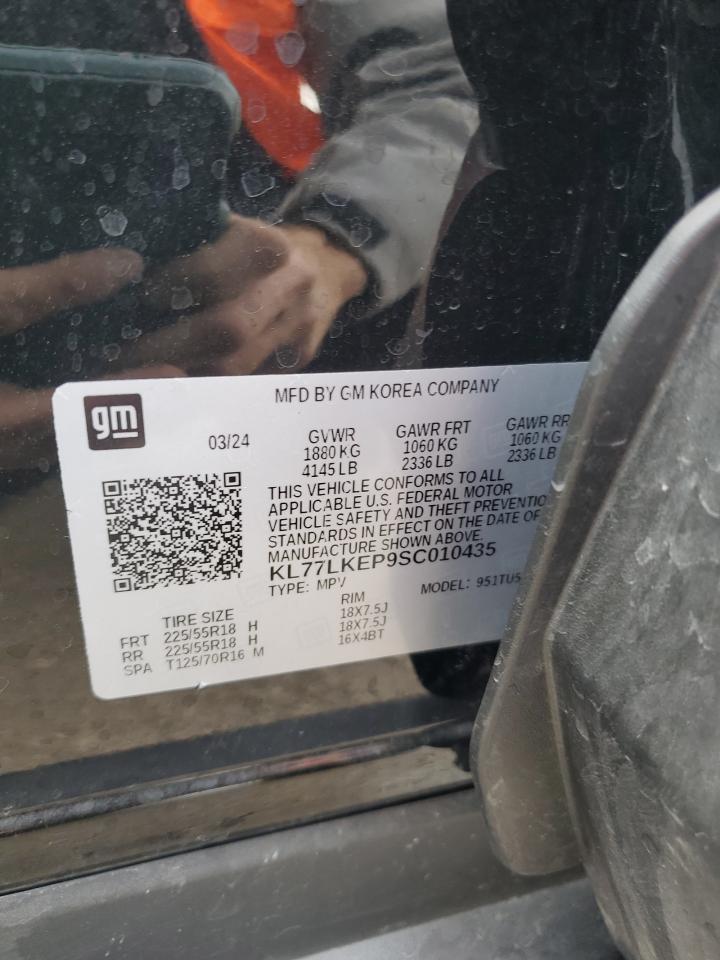 MFD BY GM KOREA COMPANY
gm
03/24
GVWR GAWR FRT GAWR RR
1880 KG 1060 KG 1060 KG
4145 LB 2336 LB 2336 LB
THIS VEHICLE CONFORMS TO ALL
APPLICABLE U.S. FEDERAL MOTOR
VEHICLE SAFETY AND THEFT PREVENTIO
STANDARDS IN EFFECT ON THE DATE OF
MANUFACTURE SHOWN ABOVE.
KL77LKEP9SC010435
TYPE: MPV MODEL: 951TU5
TIRE SIZE RIM
FRT 225/55R18 H 18X7.5J
RR 225/55R18 H 18X7.5J
SPA T125/70R16 M 16X4BT